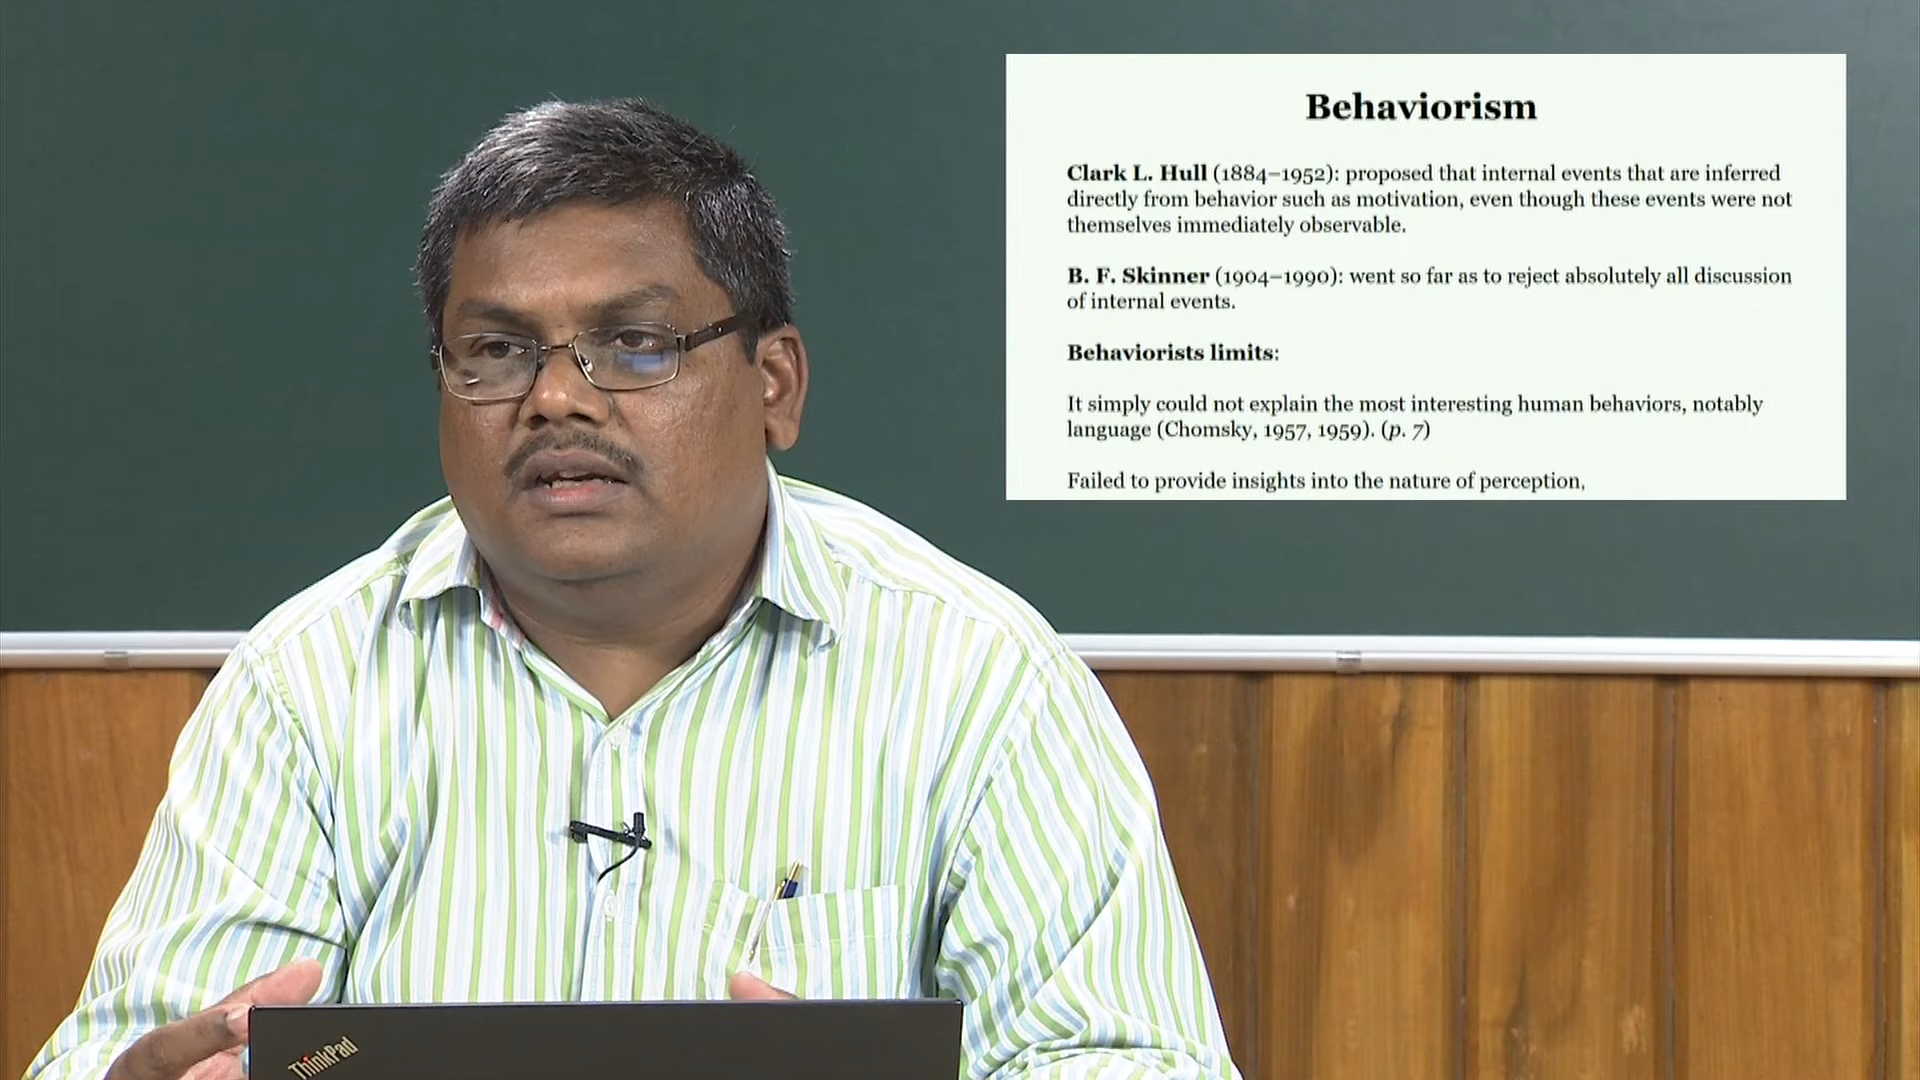 Behaviorism
Clark L. Hull (1884–1952): proposed that internal events that are inferred
directly from behavior such as motivation, even though these events were not
themselves immediately observable.
B. F. Skinner (1904–1990): went so far as to reject absolutely all discussion
of internal events.
Behaviorists limits:
It simply could not explain the most interesting human behaviors, notably
language (Chomsky, 1957, 1959). (p. 7)
Failed to provide insights into the nature of perception,
ThinkPad